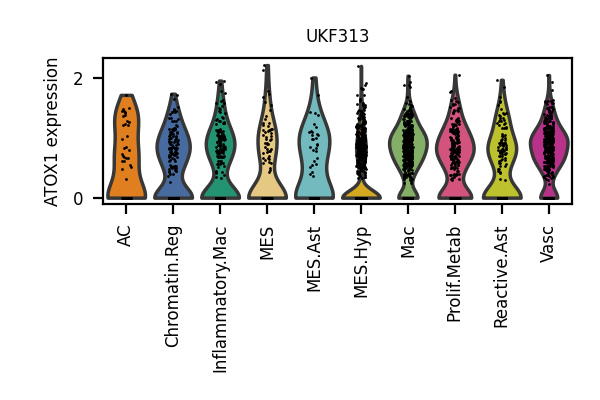 UKF313
ATOX1 expression
2
0
AC
Chromatin.Reg
Inflammatory.Mac
MES
MES.Ast
MES.Hyp
Mac
Prolif.Metab
Reactive.Ast
Vasc